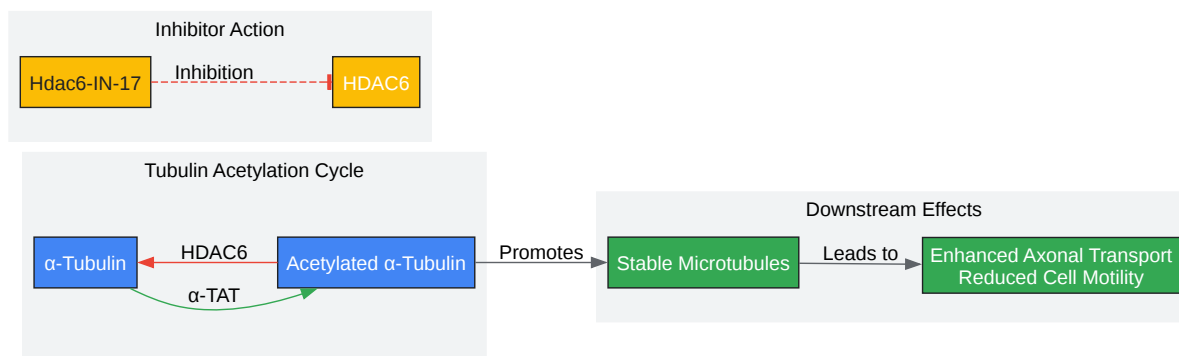 Inhibitor Action
Hdac6-IN-17
Inhibition
HDAC6
Tubulin Acetylation Cycle
α-Tubulin
HDAC6
α-TAT
Acetylated α-Tubulin
Promotes
Downstream Effects
Stable Microtubules
Leads to
Enhanced Axonal Transport
Reduced Cell Motility